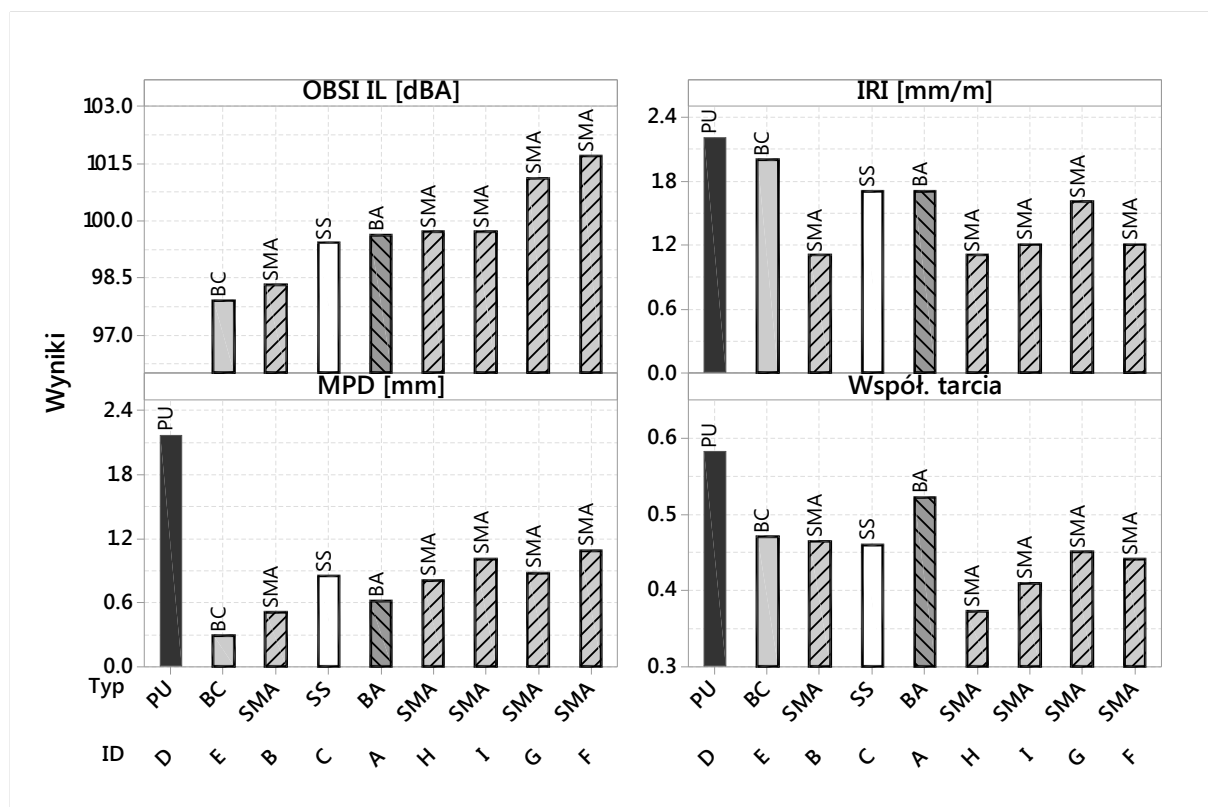 OBSI IL [dBA]
103.0
101.5
100.0
98.5
97.0
BC
SMA
SS
BA
SMA
SMA
SMA
SMA
IRI [mm/m]
2.4
1.8
1.2
0.6
0.0
PU
BC
SMA
SS
BA
SMA
SMA
SMA
SMA
Wyniki
MPD [mm]
2.4
1.8
1.2
0.6
0.0
PU
BC
SMA
SS
BA
SMA
SMA
SMA
SMA
Współ. tarcia
0.6
0.5
0.4
0.3
PU
BC
SMA
SS
BA
SMA
SMA
SMA
SMA
Typ PU BC SMA SS BA SMA SMA SMA SMA PU BC SMA SS BA SMA SMA SMA SMA
ID D E B C A H I G F D E B C A H I G F